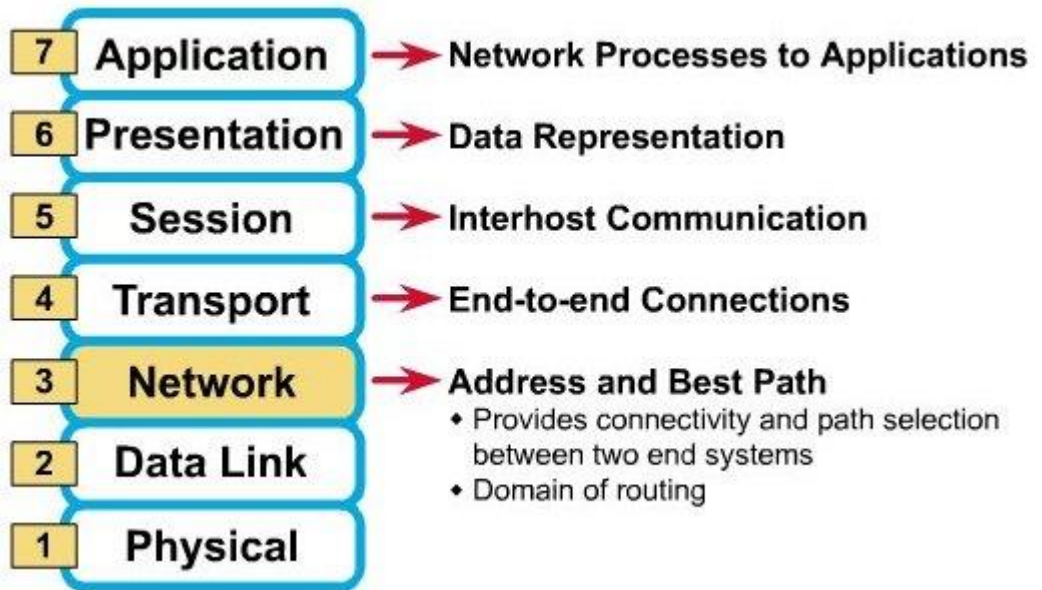 7 Application Network Processes to Applications
6 Presentation Data Representation
5 Session Interhost Communication
4 Transport End-to-end Connections
3 Network Address and Best Path
◆ Provides connectivity and path selection
between two end systems
◆ Domain of routing
2 Data Link
1 Physical